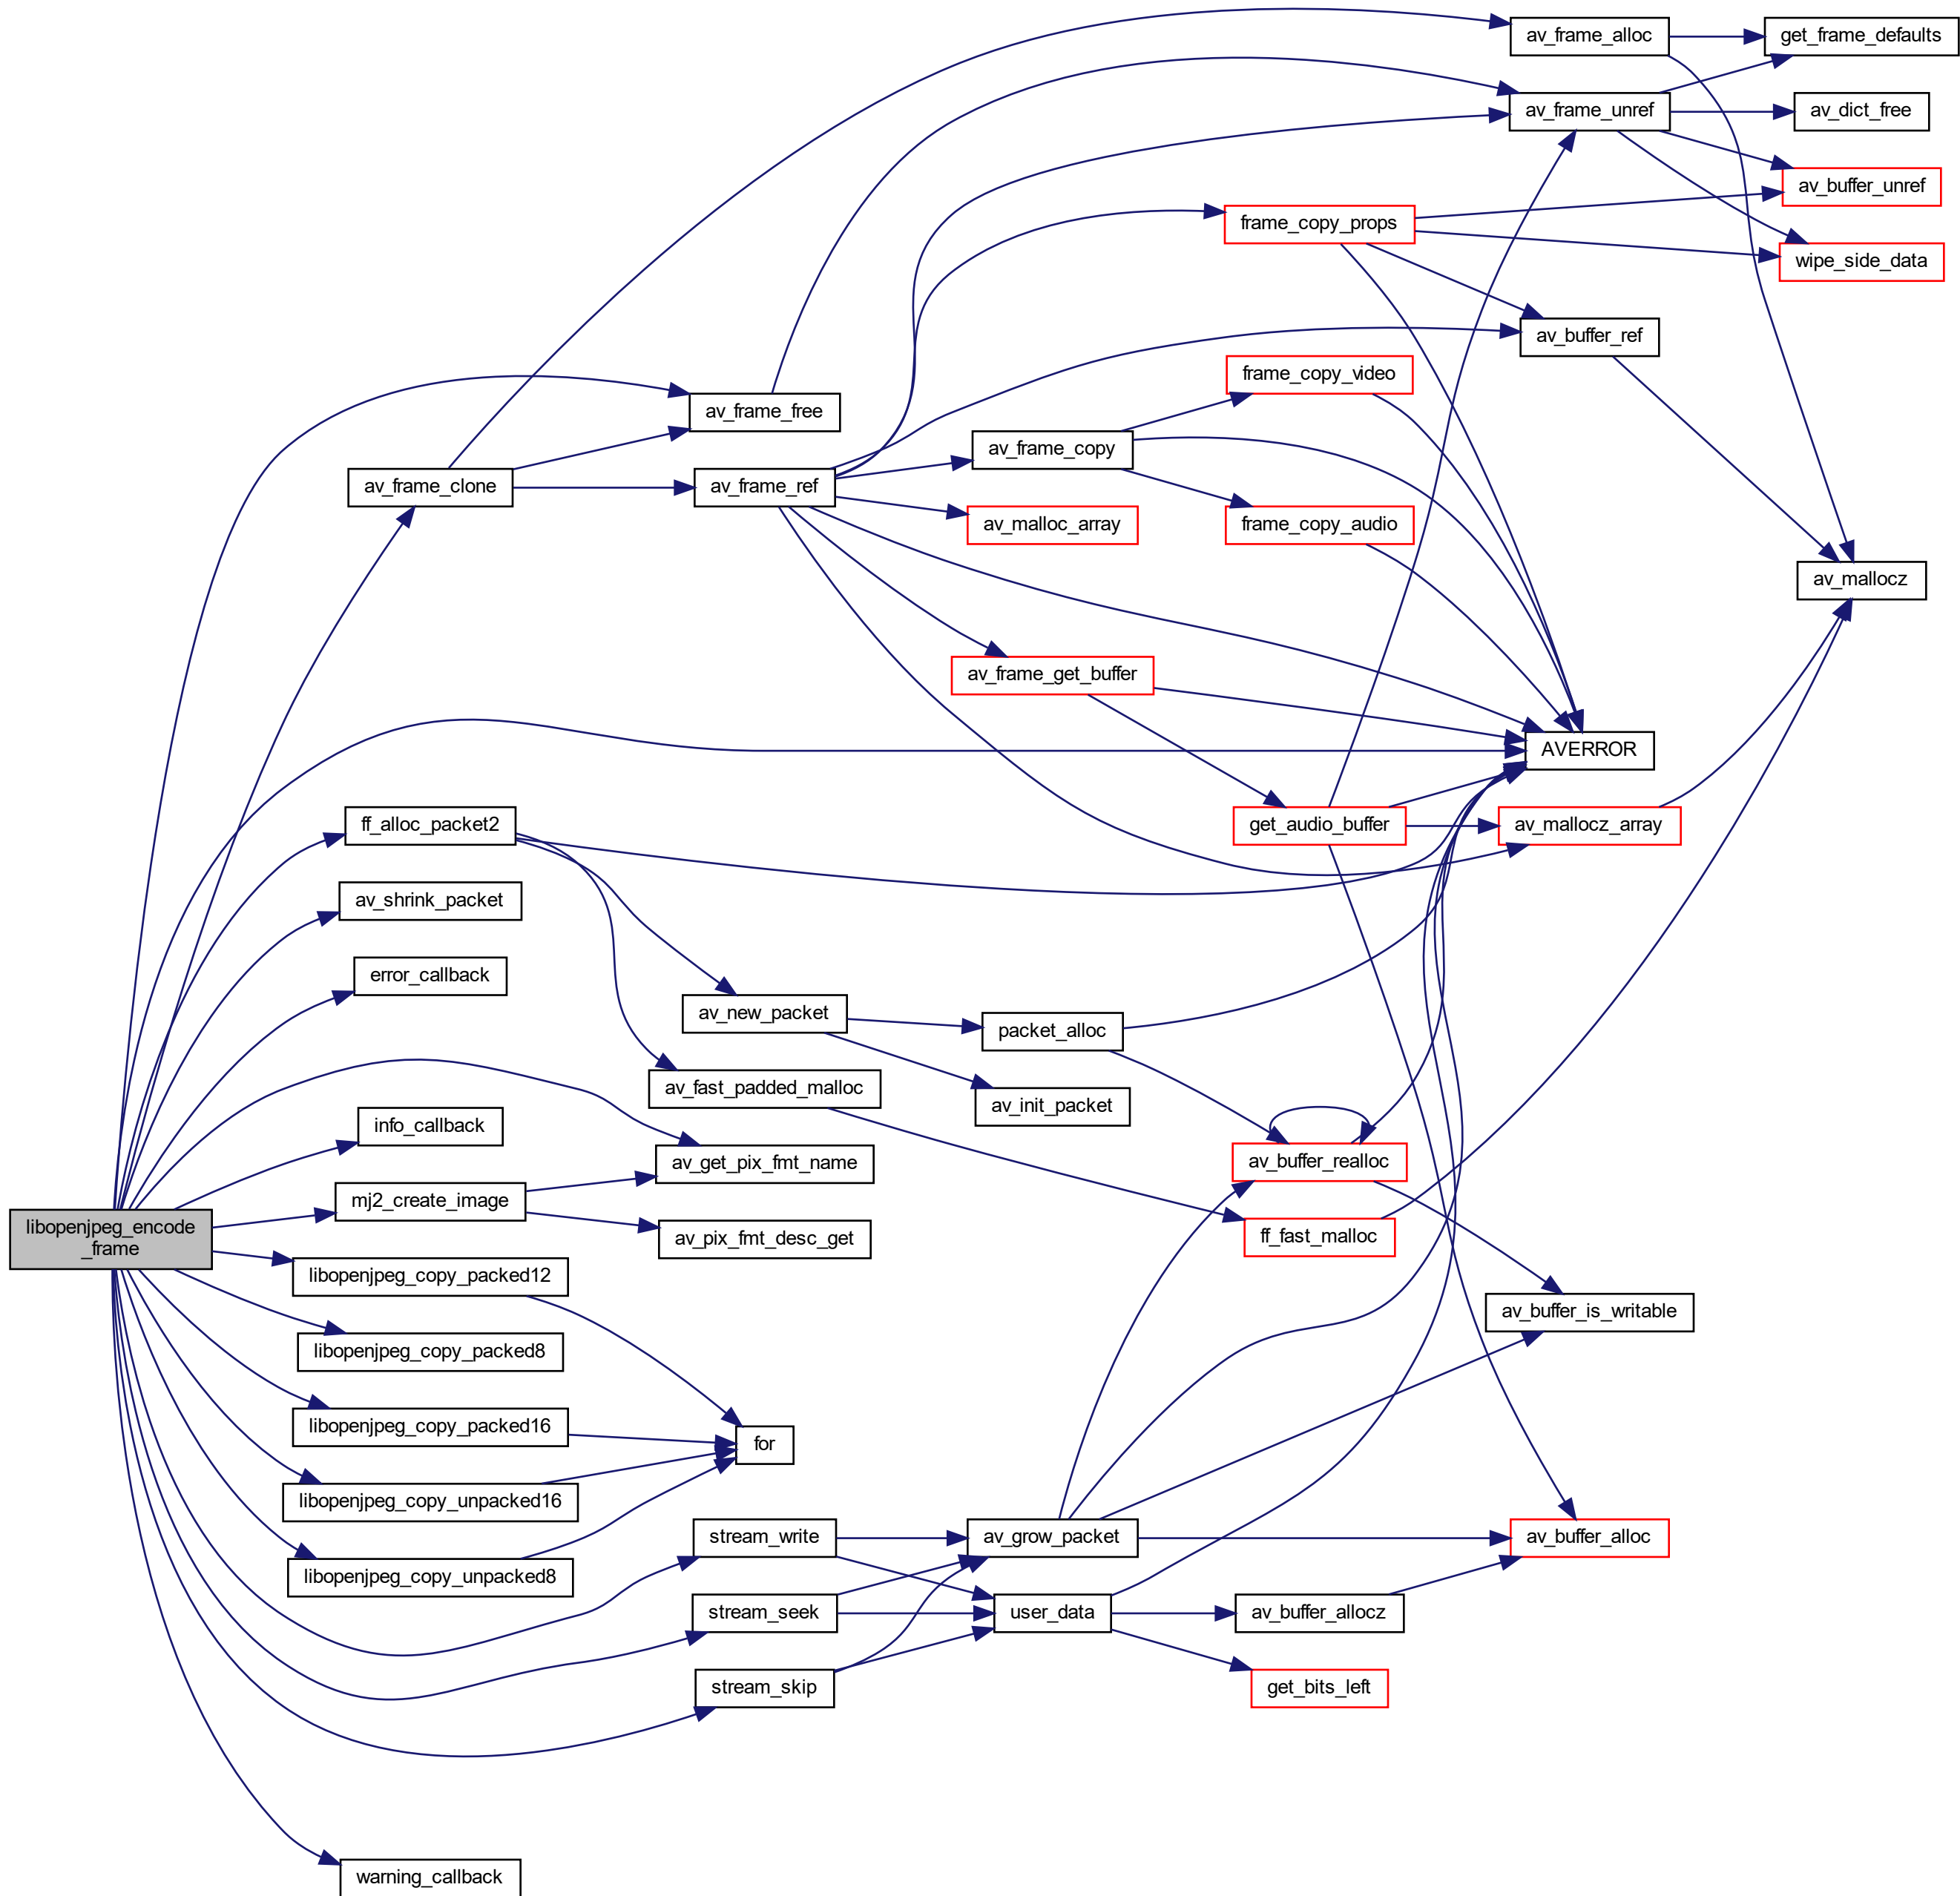 av_frame_alloc
get_frame_defaults
av_frame_unref
av_dict_free
av_buffer_unref
frame_copy_props
wipe_side_data
av_buffer_ref
frame_copy_video
av_frame_free
av_frame_copy
av_frame_clone
av_frame_ref
av_malloc_array
frame_copy_audio
av_mallocz
av_frame_get_buffer
AVERROR
ff_alloc_packet2
get_audio_buffer
av_mallocz_array
av_shrink_packet
error_callback
av_new_packet
packet_alloc
av_fast_padded_malloc
av_init_packet
info_callback
av_get_pix_fmt_name
av_buffer_realloc
mj2_create_image
libopenjpeg_encode
_frame
av_pix_fmt_desc_get
ff_fast_malloc
libopenjpeg_copy_packed12
av_buffer_is_writable
libopenjpeg_copy_packed8
libopenjpeg_copy_packed16
for
libopenjpeg_copy_unpacked16
stream_write
av_grow_packet
av_buffer_alloc
libopenjpeg_copy_unpacked8
stream_seek
user_data
av_buffer_allocz
stream_skip
get_bits_left
warning_callback